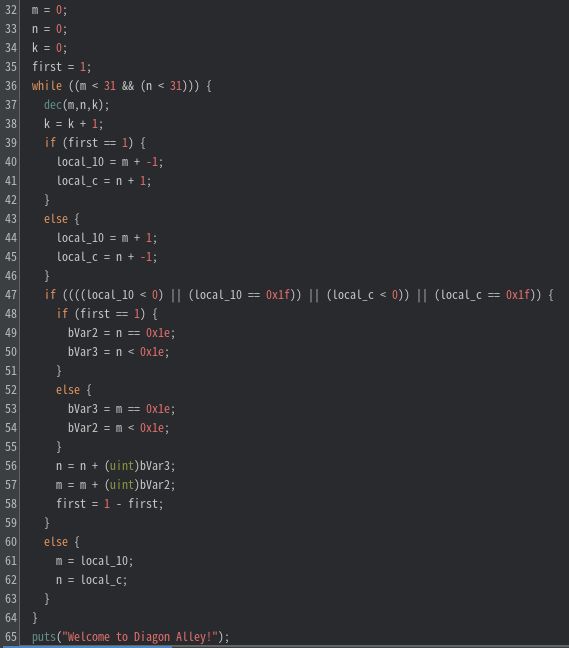 32 m = 0;
33 n = 0;
34 k = 0;
35 first = 1;
36 while ((m < 31 && (n < 31))) {
37 dec(m,n,k);
38 k = k + 1;
39 if (first == 1) {
40 local_10 = m + -1;
41 local_c = n + 1;
42 }
43 else {
44 local_10 = m + 1;
45 local_c = n + -1;
46 }
47 if ((((local_10 < 0) || (local_10 == 0x1f)) || (local_c < 0)) || (local_c == 0x1f)) {
48 if (first == 1) {
49 bVar2 = n == 0x1e;
50 bVar3 = n < 0x1e;
51 }
52 else {
53 bVar3 = m == 0x1e;
54 bVar2 = m < 0x1e;
55 }
56 n = n + (uint)bVar3;
57 m = m + (uint)bVar2;
58 first = 1 - first;
59 }
60 else {
61 m = local_10;
62 n = local_c;
63 }
64 }
65 puts("Welcome to Diagon Alley!");